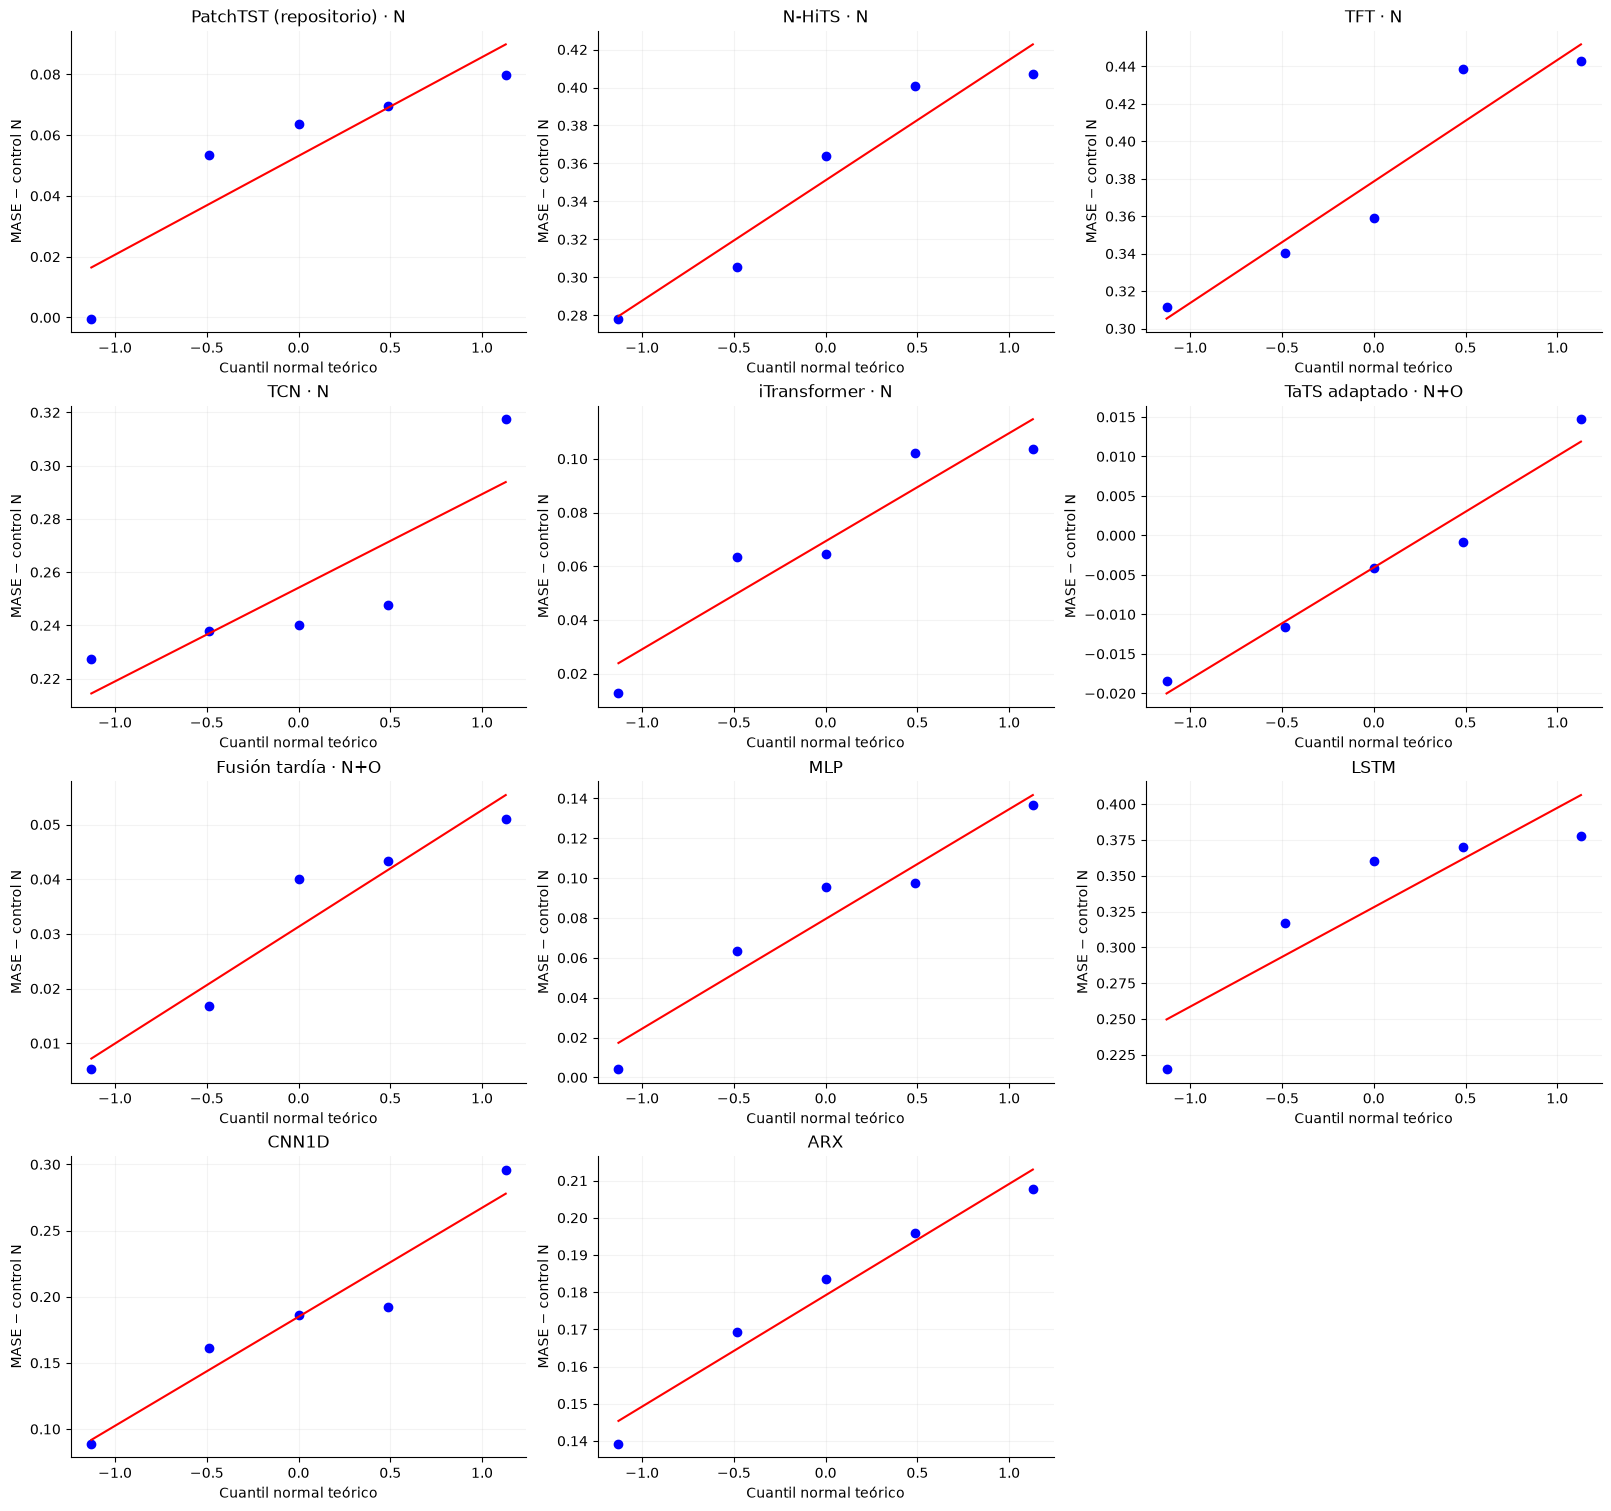 PatchTST (repositorio) · N
N-HiTS · N
TFT · N
MASE − control N
0.08
0.06
0.04
0.02
0.00
−1.0 −0.5 0.0 0.5 1.0
Cuantil normal teórico
MASE − control N
0.42
0.40
0.38
0.36
0.34
0.32
0.30
0.28
−1.0 −0.5 0.0 0.5 1.0
Cuantil normal teórico
MASE − control N
0.44
0.42
0.40
0.38
0.36
0.34
0.32
0.30
−1.0 −0.5 0.0 0.5 1.0
Cuantil normal teórico
TCN · N
iTransformer · N
TaTS adaptado · N+O
MASE − control N
0.32
0.30
0.28
0.26
0.24
0.22
−1.0 −0.5 0.0 0.5 1.0
Cuantil normal teórico
MASE − control N
0.10
0.08
0.06
0.04
0.02
−1.0 −0.5 0.0 0.5 1.0
Cuantil normal teórico
MASE − control N
0.015
0.010
0.005
0.000
−0.005
−0.010
−0.015
−0.020
−1.0 −0.5 0.0 0.5 1.0
Cuantil normal teórico
Fusión tardía · N+O
MLP
LSTM
MASE − control N
0.05
0.04
0.03
0.02
0.01
−1.0 −0.5 0.0 0.5 1.0
Cuantil normal teórico
MASE − control N
0.14
0.12
0.10
0.08
0.06
0.04
0.02
0.00
−1.0 −0.5 0.0 0.5 1.0
Cuantil normal teórico
MASE − control N
0.400
0.375
0.350
0.325
0.300
0.275
0.250
0.225
−1.0 −0.5 0.0 0.5 1.0
Cuantil normal teórico
CNN1D
ARX
MASE − control N
0.30
0.25
0.20
0.15
0.10
−1.0 −0.5 0.0 0.5 1.0
Cuantil normal teórico
MASE − control N
0.21
0.20
0.19
0.18
0.17
0.16
0.15
0.14
−1.0 −0.5 0.0 0.5 1.0
Cuantil normal teórico